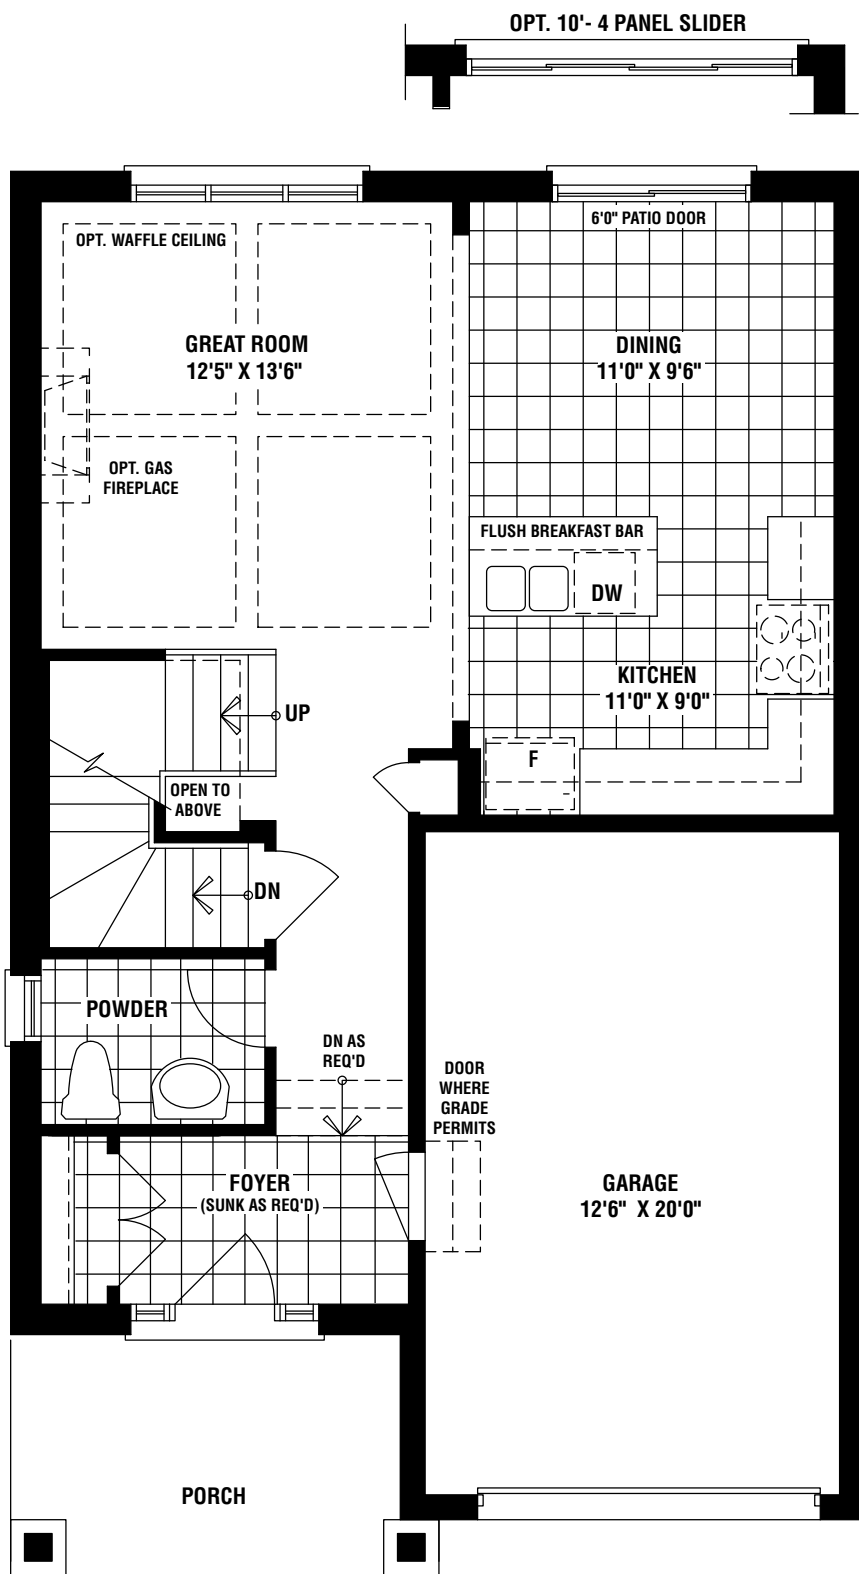 OPT. 10'- 4 PANEL SLIDER
6'0" PATIO DOOR
OPT. WAFFLE CEILING
GREAT ROOM
12'5" X 13'6"
DINING
11'0" X 9'6"
OPT. GAS
FIREPLACE
FLUSH BREAKFAST BAR
DW
KITCHEN
11'0" X 9'0"
UP
F
OPEN TO
ABOVE
DN
POWDER
DN AS
REQ'D
DOOR
WHERE
GRADE
PERMITS
FOYER
(SUNK AS REQ'D)
GARAGE
12'6" X 20'0"
PORCH